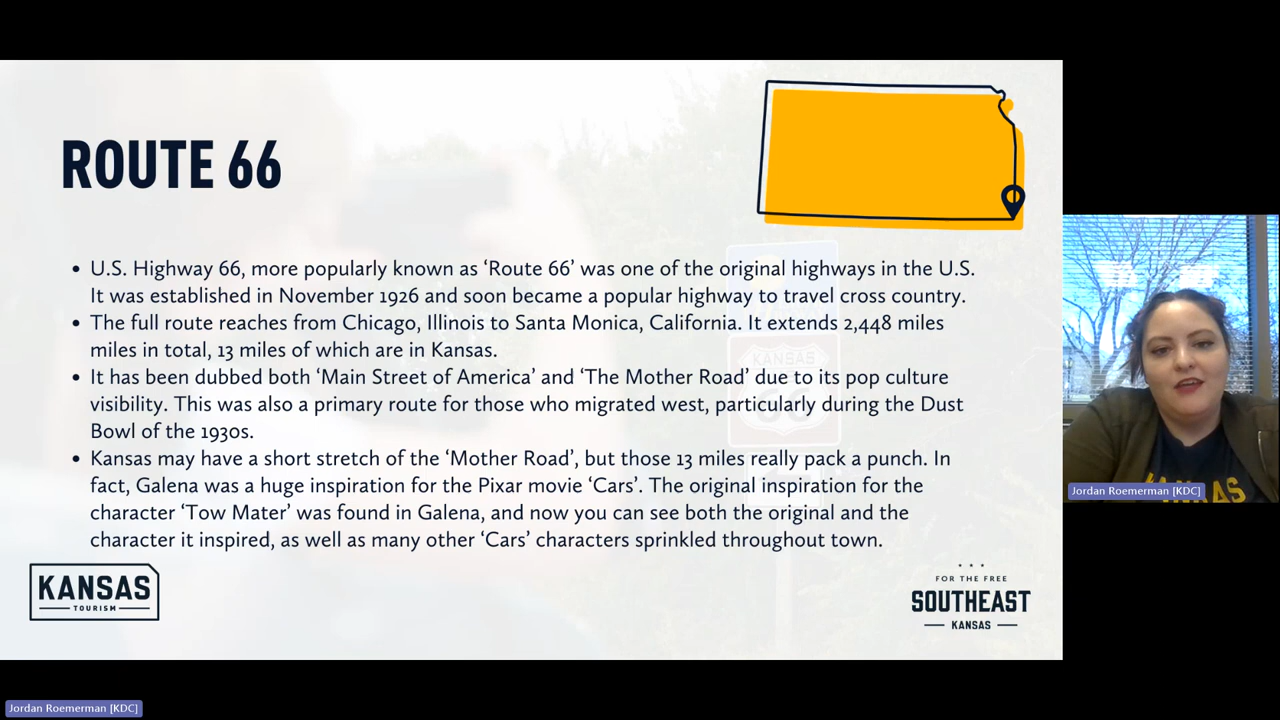 ROUTE 66
• U.S. Highway 66, more popularly known as ‘Route 66’ was one of the original highways in the U.S.
It was established in November 1926 and soon became a popular highway to travel cross country.
• The full route reaches from Chicago, Illinois to Santa Monica, California. It extends 2,448 miles
miles in total, 13 miles of which are in Kansas.
• It has been dubbed both ‘Main Street of America’ and ‘The Mother Road’ due to its pop culture
visibility. This was also a primary route for those who migrated west, particularly during the Dust
Bowl of the 1930s.
• Kansas may have a short stretch of the ‘Mother Road’, but those 13 miles really pack a punch. In
fact, Galena was a huge inspiration for the Pixar movie ‘Cars’. The original inspiration for the
character ‘Tow Mater’ was found in Galena, and now you can see both the original and the
character it inspired, as well as many other ‘Cars’ characters sprinkled throughout town.
KANSAS
66
KANSAS
TOURISM
FOR THE FREE
SOUTHEAST
KANSAS
Jordan Roemerman [KDC]
Jordan Roemerman [KDC]